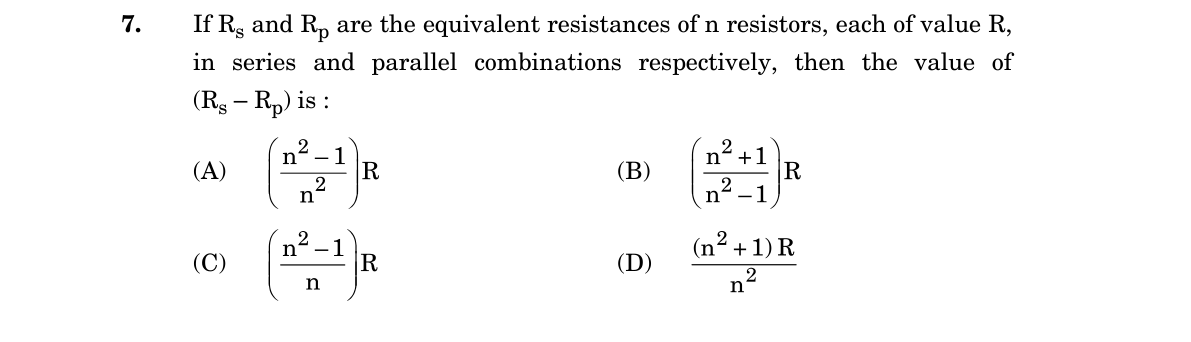 7. If Rₛ and Rₚ are the equivalent resistances of n resistors, each of value R,
in series and parallel combinations respectively, then the value of
(Rₛ – Rₚ) is :
(A) ((n² – 1)/n²) R (B) ((n² + 1)/(n² – 1)) R
(C) ((n² – 1)/n) R (D) (n² + 1) R/n²